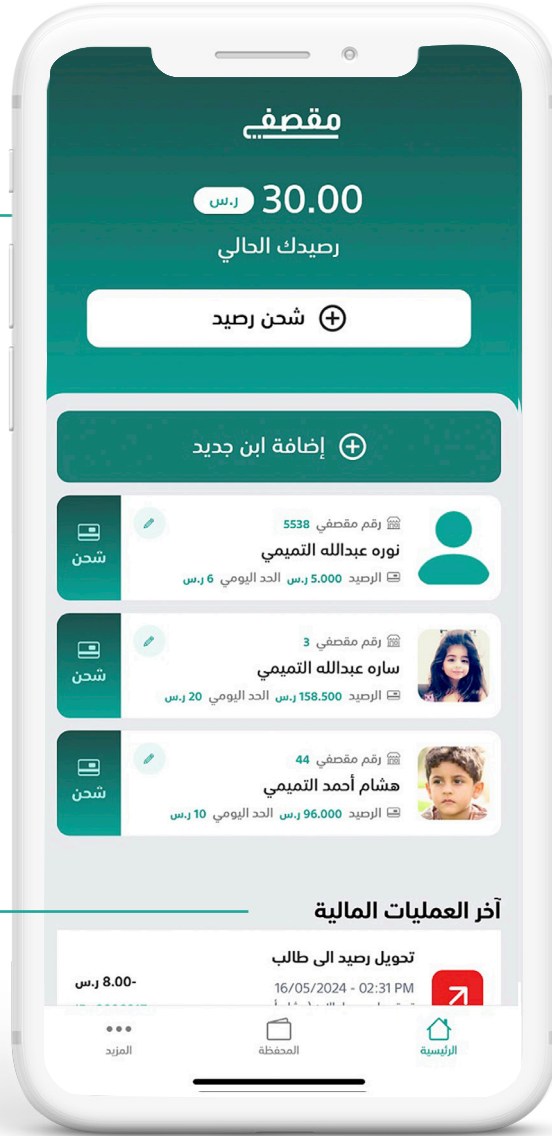 مقصفي
30.00 ر.س
رصيدك الحالي
شحن رصيد
إضافة ابن جديد
رقم مقصفي 5538
نوره عبدالله التميمي
الرصيد 5.000 ر.س الحد اليومي 6 ر.س
شحن
رقم مقصفي 3
ساره عبدالله التميمي
الرصيد 158.500 ر.س الحد اليومي 20 ر.س
شحن
رقم مقصفي 44
هشام أحمد التميمي
الرصيد 96.000 ر.س الحد اليومي 10 ر.س
شحن
آخر العمليات المالية
تحويل رصيد الى طالب
16/05/2024 - 02:31 PM
-8.00 ر.س
الرئيسية
المحفظة
المزيد